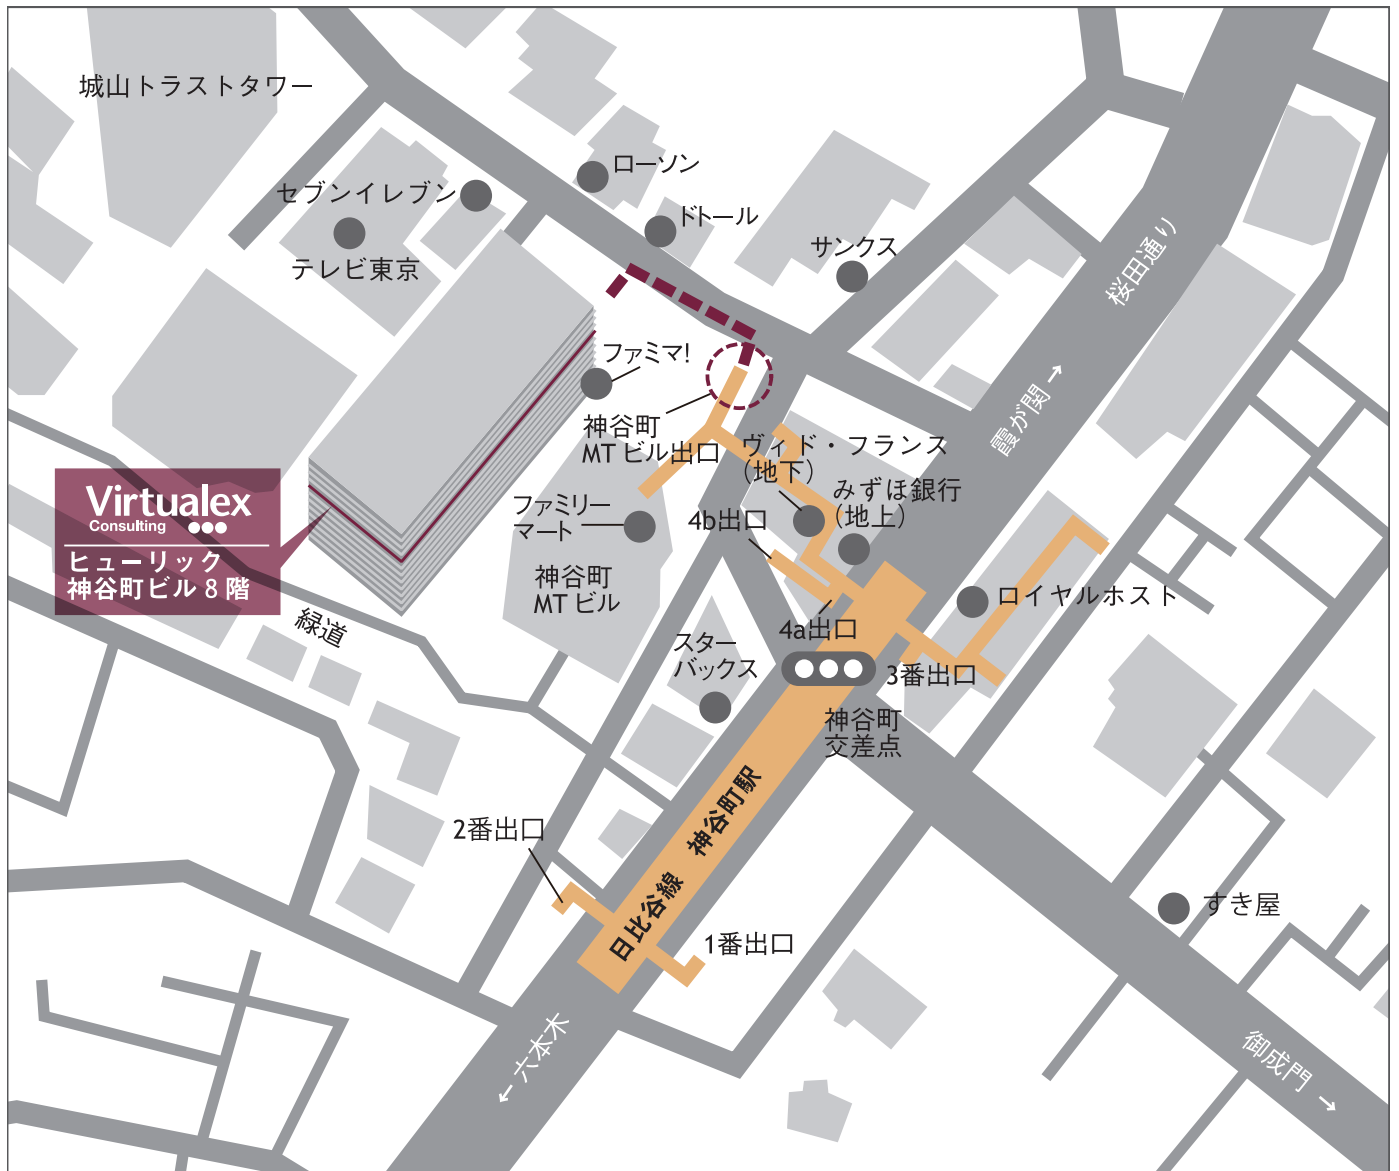 城山トラストタワー
ローソン
セブンイレブン
ドトール
テレビ東京
サンクス
桜田通り
霞が関 →
ファミマ!
神谷町
MT ビル出口
ヴィド・フランス
(地下)
みずほ銀行
(地上)
4b出口
ファミリー
マート
神谷町
MT ビル
Virtualex
Consulting
ヒューリック
神谷町ビル 8 階
緑道
ロイヤルホスト
4a出口
スター
バックス
3番出口
神谷町
交差点
日比谷線 神谷町駅
2番出口
1番出口
すき屋
← 六本木
御成門 →